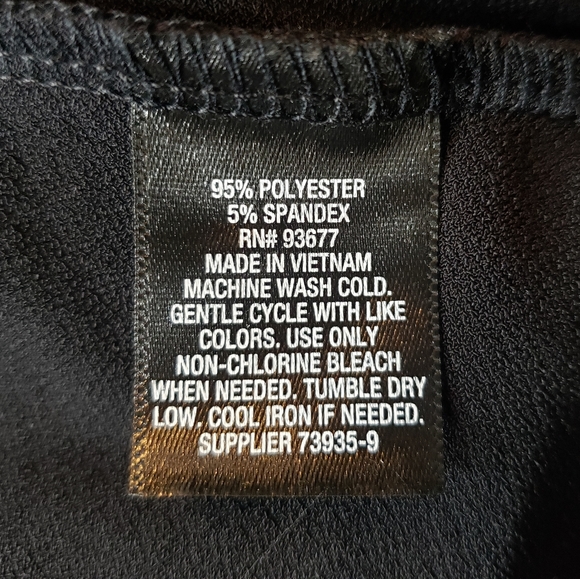 95% POLYESTER
5% SPANDEX
RN# 93677
MADE IN VIETNAM
MACHINE WASH COLD.
GENTLE CYCLE WITH LIKE
COLORS. USE ONLY
NON-CHLORINE BLEACH
WHEN NEEDED. TUMBLE DRY
LOW. COOL IRON IF NEEDED.
SUPPLIER 73935-9